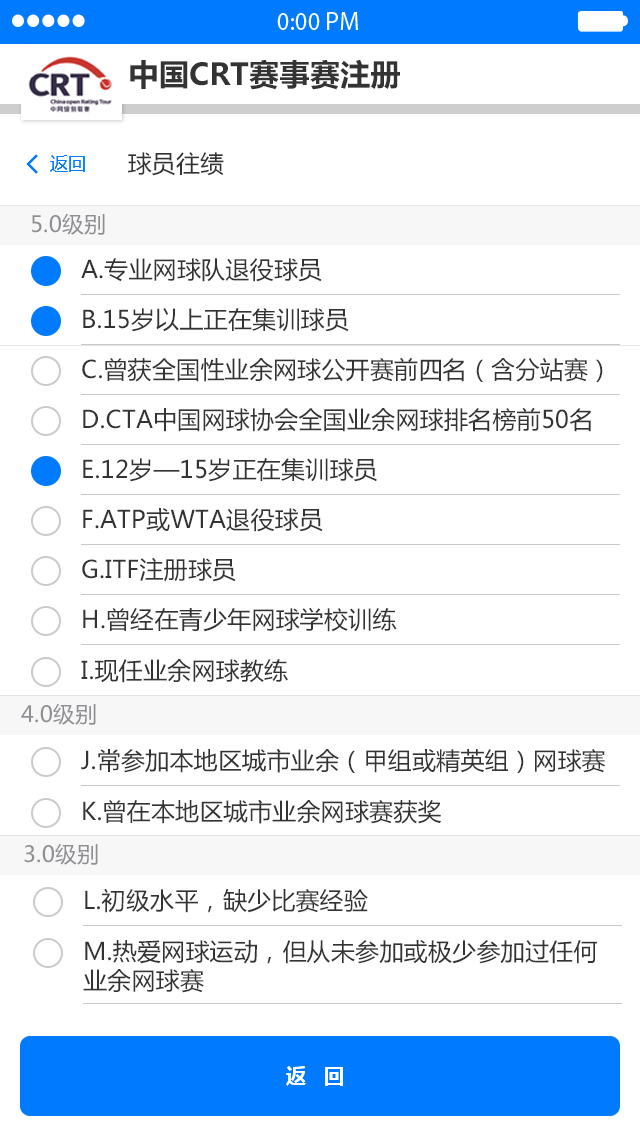 0:00 PM
CRT
China open Rating Tour
中网级别联赛
中国CRT赛事赛注册
返回
球员往绩
5.0级别
A.专业网球队退役球员
B.15岁以上正在集训球员
C.曾获全国性业余网球公开赛前四名（含分站赛）
D.CTA中国网球协会全国业余网球排名榜前50名
E.12岁—15岁正在集训球员
F.ATP或WTA退役球员
G.ITF注册球员
H.曾经在青少年网球学校训练
I.现任业余网球教练
4.0级别
J.常参加本地区城市业余（甲组或精英组）网球赛
K.曾在本地区城市业余网球赛获奖
3.0级别
L.初级水平，缺少比赛经验
M.热爱网球运动，但从未参加或极少参加过任何
业余网球赛
返 回